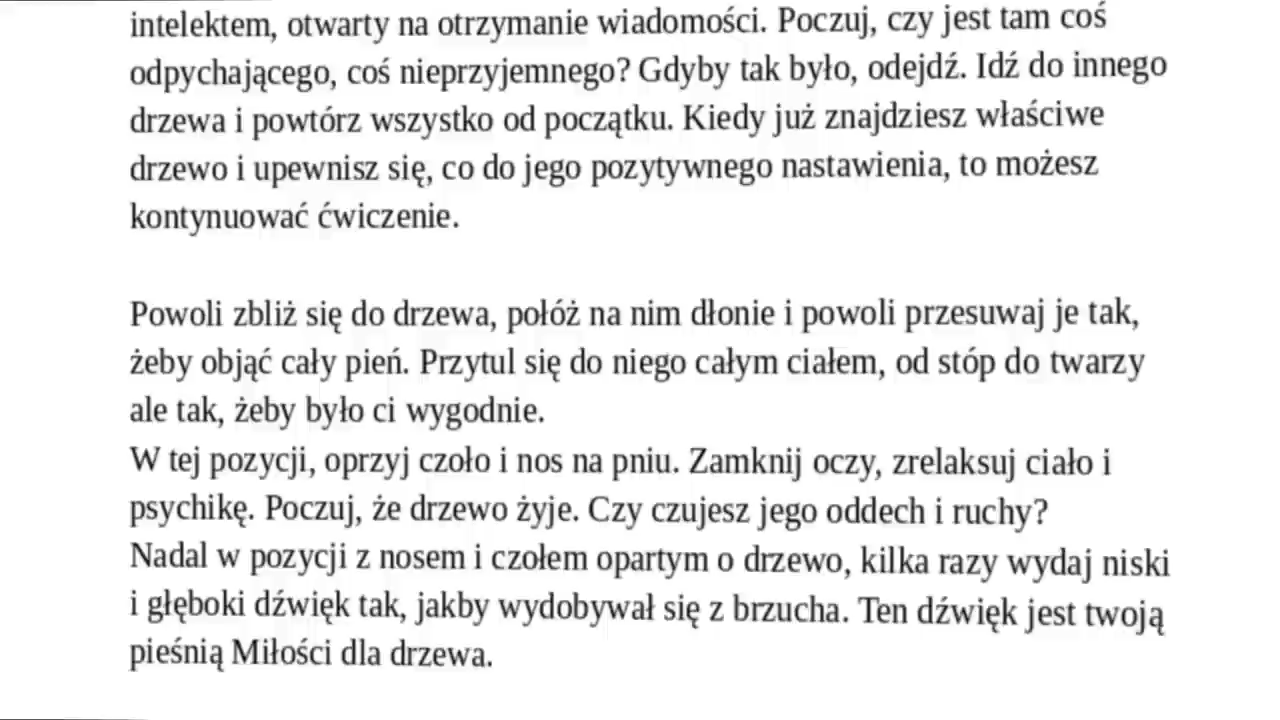 intelektem, otwarty na otrzymanie wiadomości. Poczuj, czy jest tam coś
odpychającego, coś nieprzyjemnego? Gdyby tak było, odejdź. Idź do innego
drzewa i powtórz wszystko od początku. Kiedy już znajdziesz właściwe
drzewo i upewnisz się, co do jego pozytywnego nastawienia, to możesz
kontynuować ćwiczenie.
Powoli zbliż się do drzewa, połóż na nim dłonie i powoli przesuwaj je tak,
żeby objąć cały pień. Przytul się do niego całym ciałem, od stóp do twarzy
ale tak, żeby było ci wygodnie.
W tej pozycji, oprzyj czoło i nos na pniu. Zamknij oczy, zrelaksuj ciało i
psychikę. Poczuj, że drzewo żyje. Czy czujesz jego oddech i ruchy?
Nadal w pozycji z nosem i czołem opartym o drzewo, kilka razy wydaj niski
i głęboki dźwięk tak, jakby wydobywał się z brzucha. Ten dźwięk jest twoją
pieśnią Miłości dla drzewa.